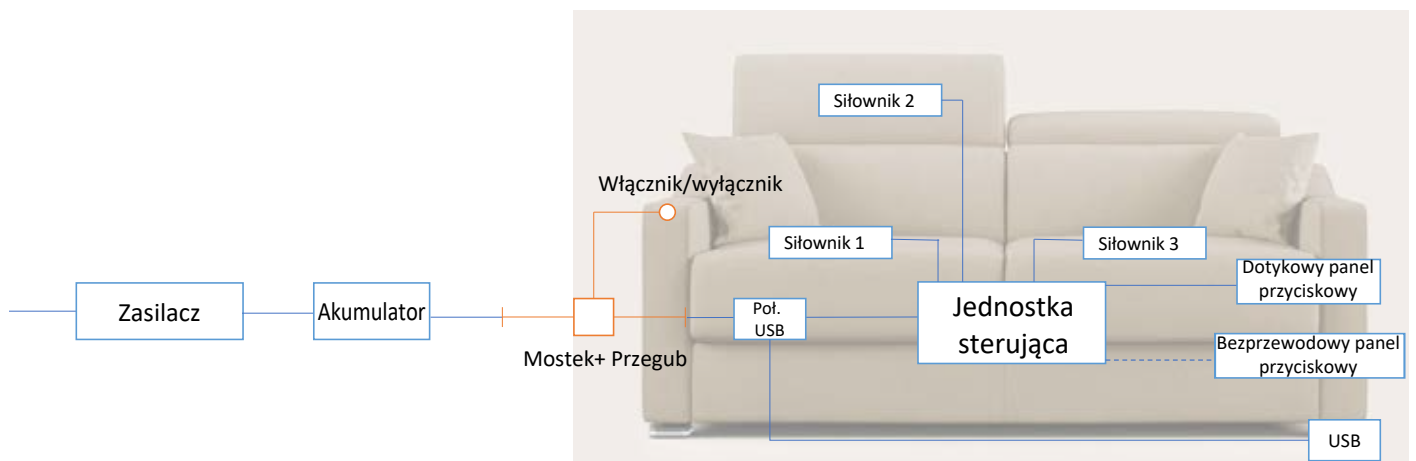 Siłownik 2
Włącznik/wyłącznik
Siłownik 1
Siłownik 3
Dotykowy panel
przyciskowy
Zasilacz
Akumulator
Poł.
USB
Jednostka
sterująca
Mostek+ Przegub
Bezprzewodowy panel
przyciskowy
USB